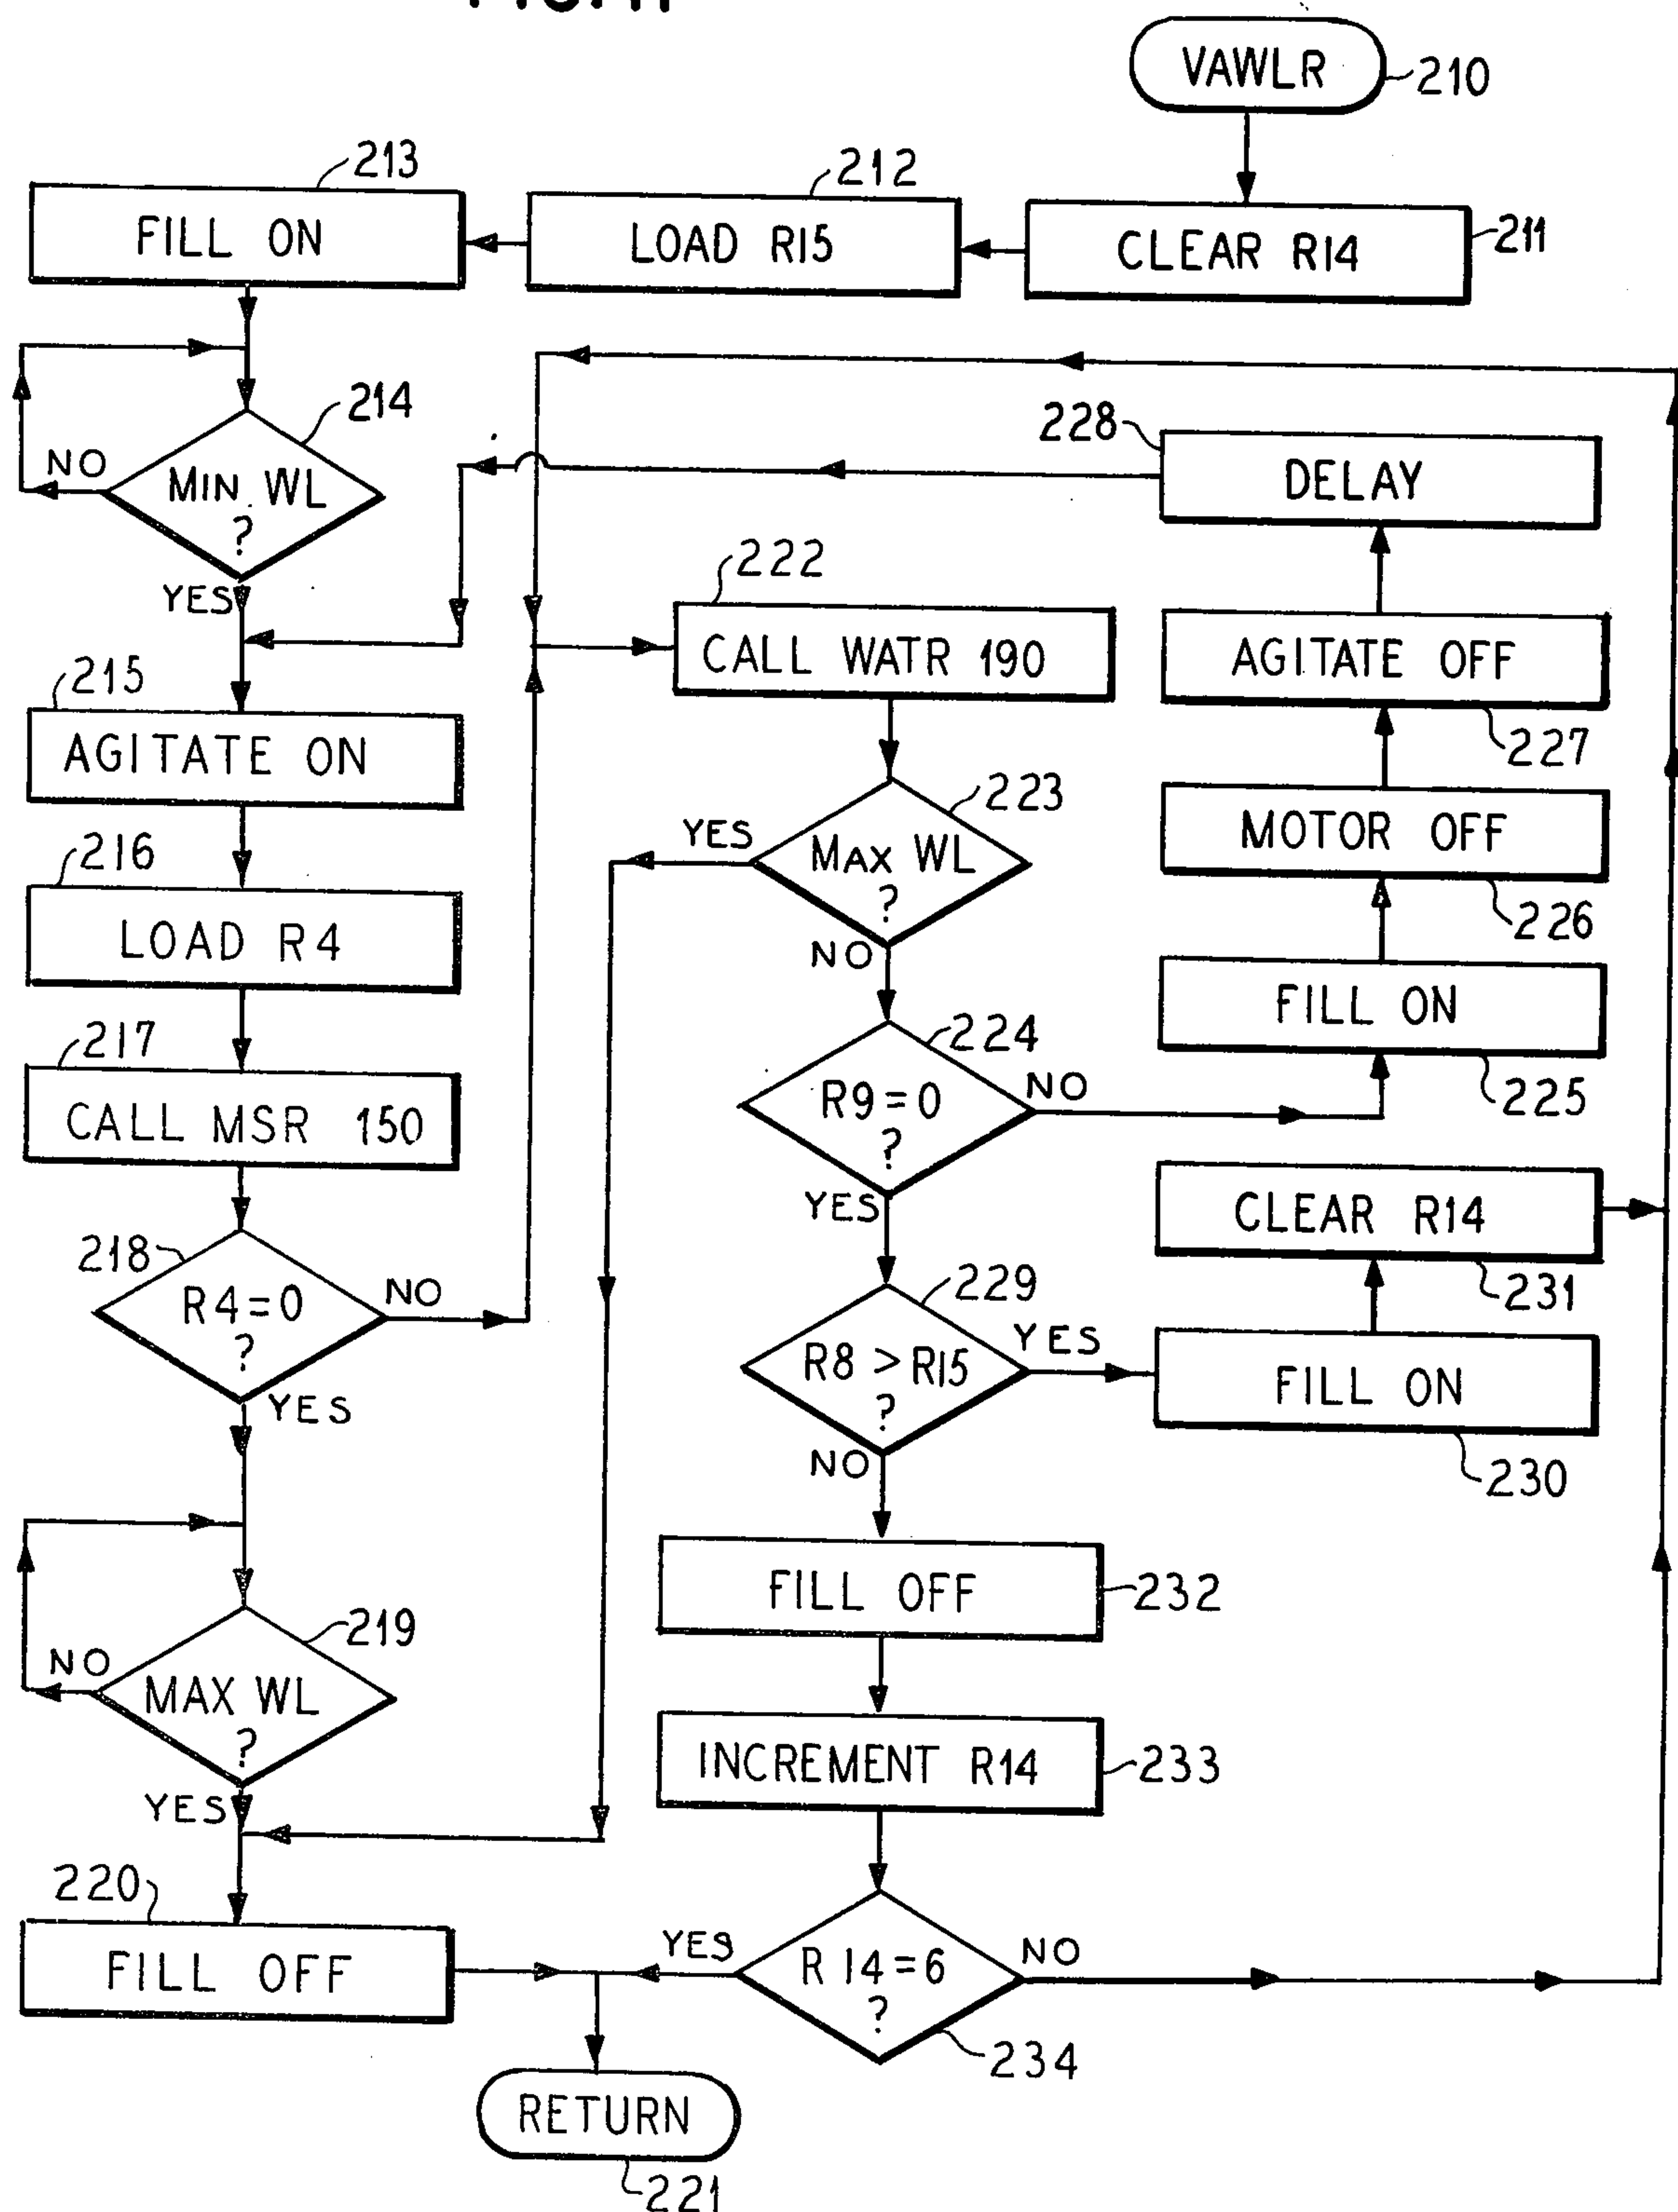 VAWLR
210
213
212
211
FILL ON
LOAD R15
CLEAR R14
214
NO
MIN WL
?
YES
228
DELAY
222
CALL WATR 190
AGITATE OFF
227
215
AGITATE ON
223
YES
MAX WL
?
NO
MOTOR OFF
226
216
LOAD R4
224
R9=0
?
NO
YES
FILL ON
225
217
CALL MSR 150
CLEAR R14
231
218
R4=0
?
NO
YES
229
R8 > R15
?
YES
NO
FILL ON
230
FILL OFF
232
219
NO
MAX WL
?
YES
INCREMENT R14
233
220
FILL OFF
YES
R14=6
?
NO
234
RETURN
221